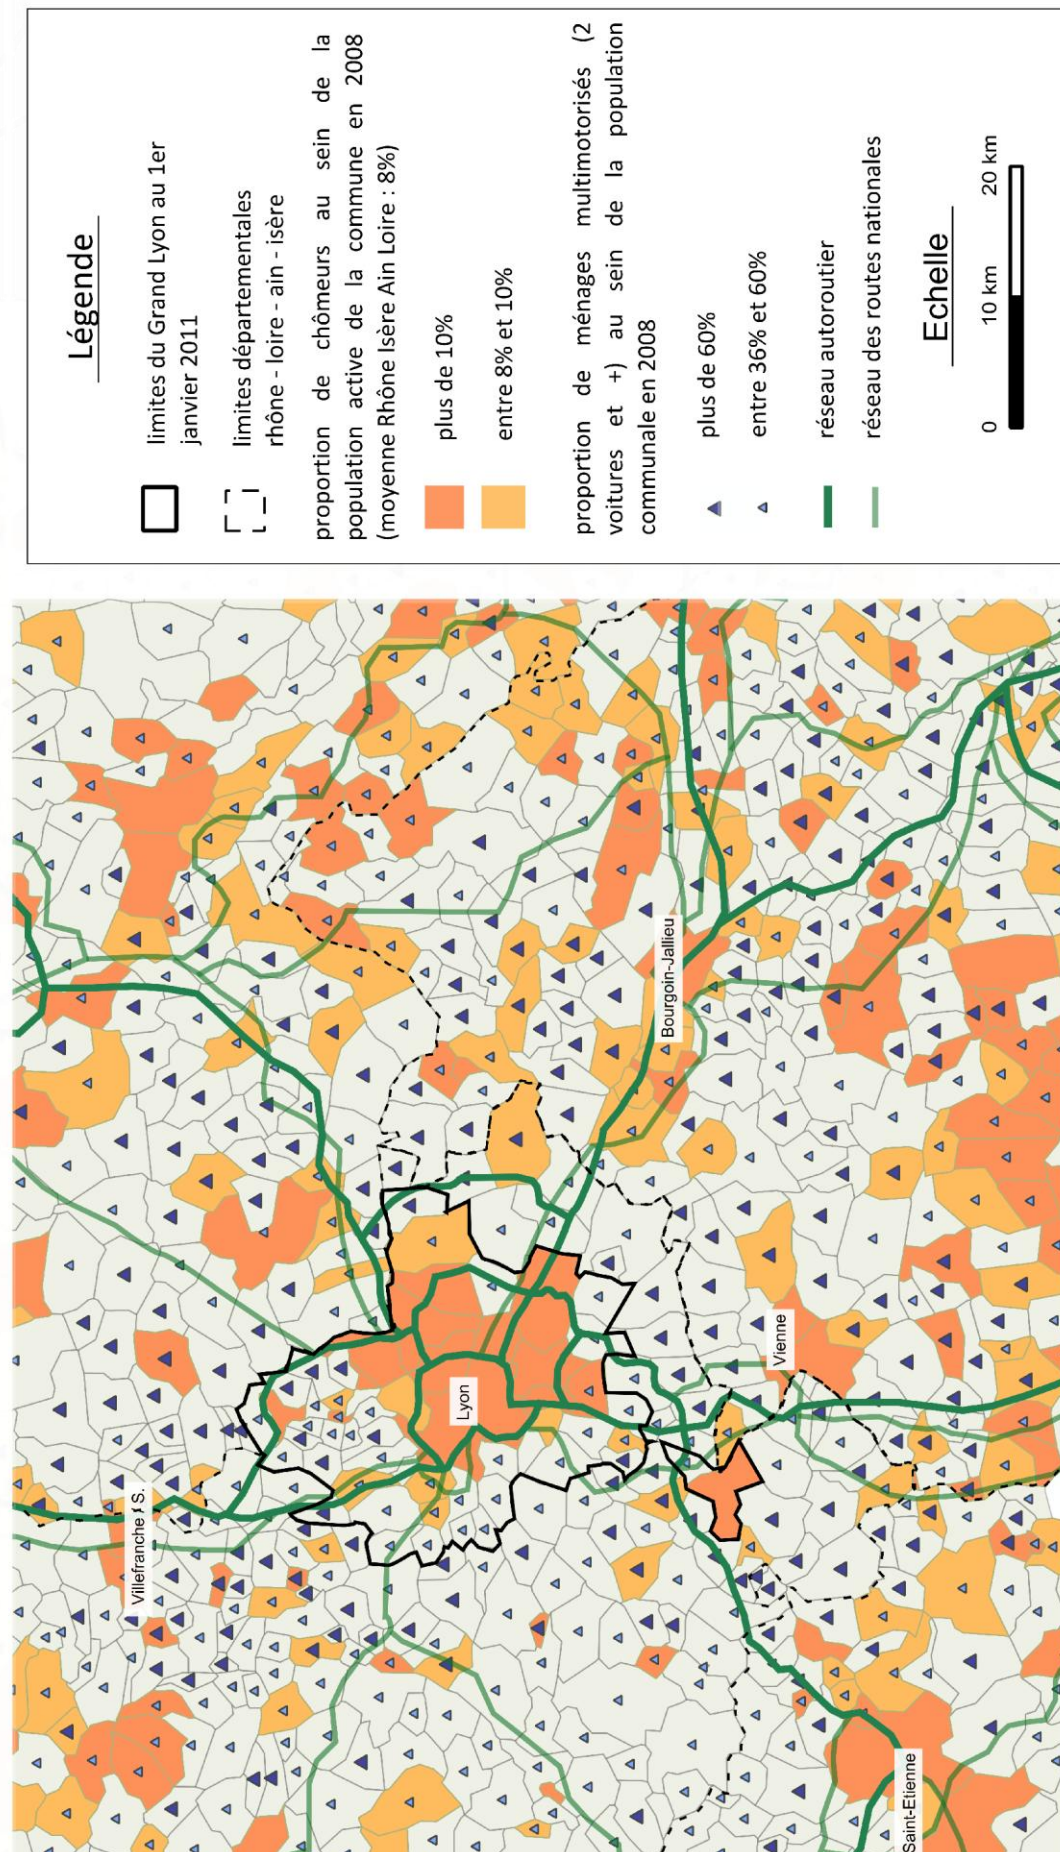 Légende
limites du Grand Lyon au 1er
janvier 2011
limites départementales
rhône - loire - ain - isère
proportion de chômeurs au sein de la
population active de la commune en 2008
(moyenne Rhône Isère Ain Loire : 8%)
plus de 10%
entre 8% et 10%
proportion de ménages multimotorisés (2
voitures et +) au sein de la population
communale en 2008
plus de 60%
entre 36% et 60%
réseau autoroutier
réseau des routes nationales
Echelle
0 10 km 20 km
Villefranche / S.
Lyon
Bourgoin-Jallieu
Vienne
Saint-Etienne